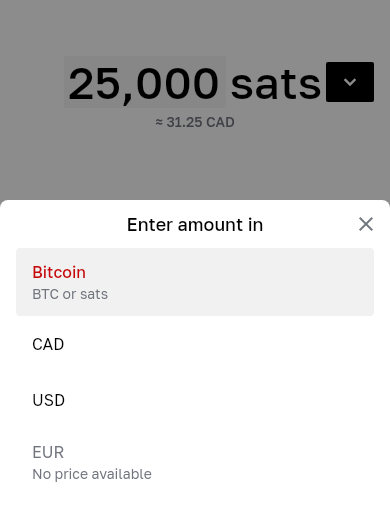 25,000 sats
≈ 31.25 CAD
Enter amount in
Bitcoin
BTC or sats
CAD
USD
EUR
No price available